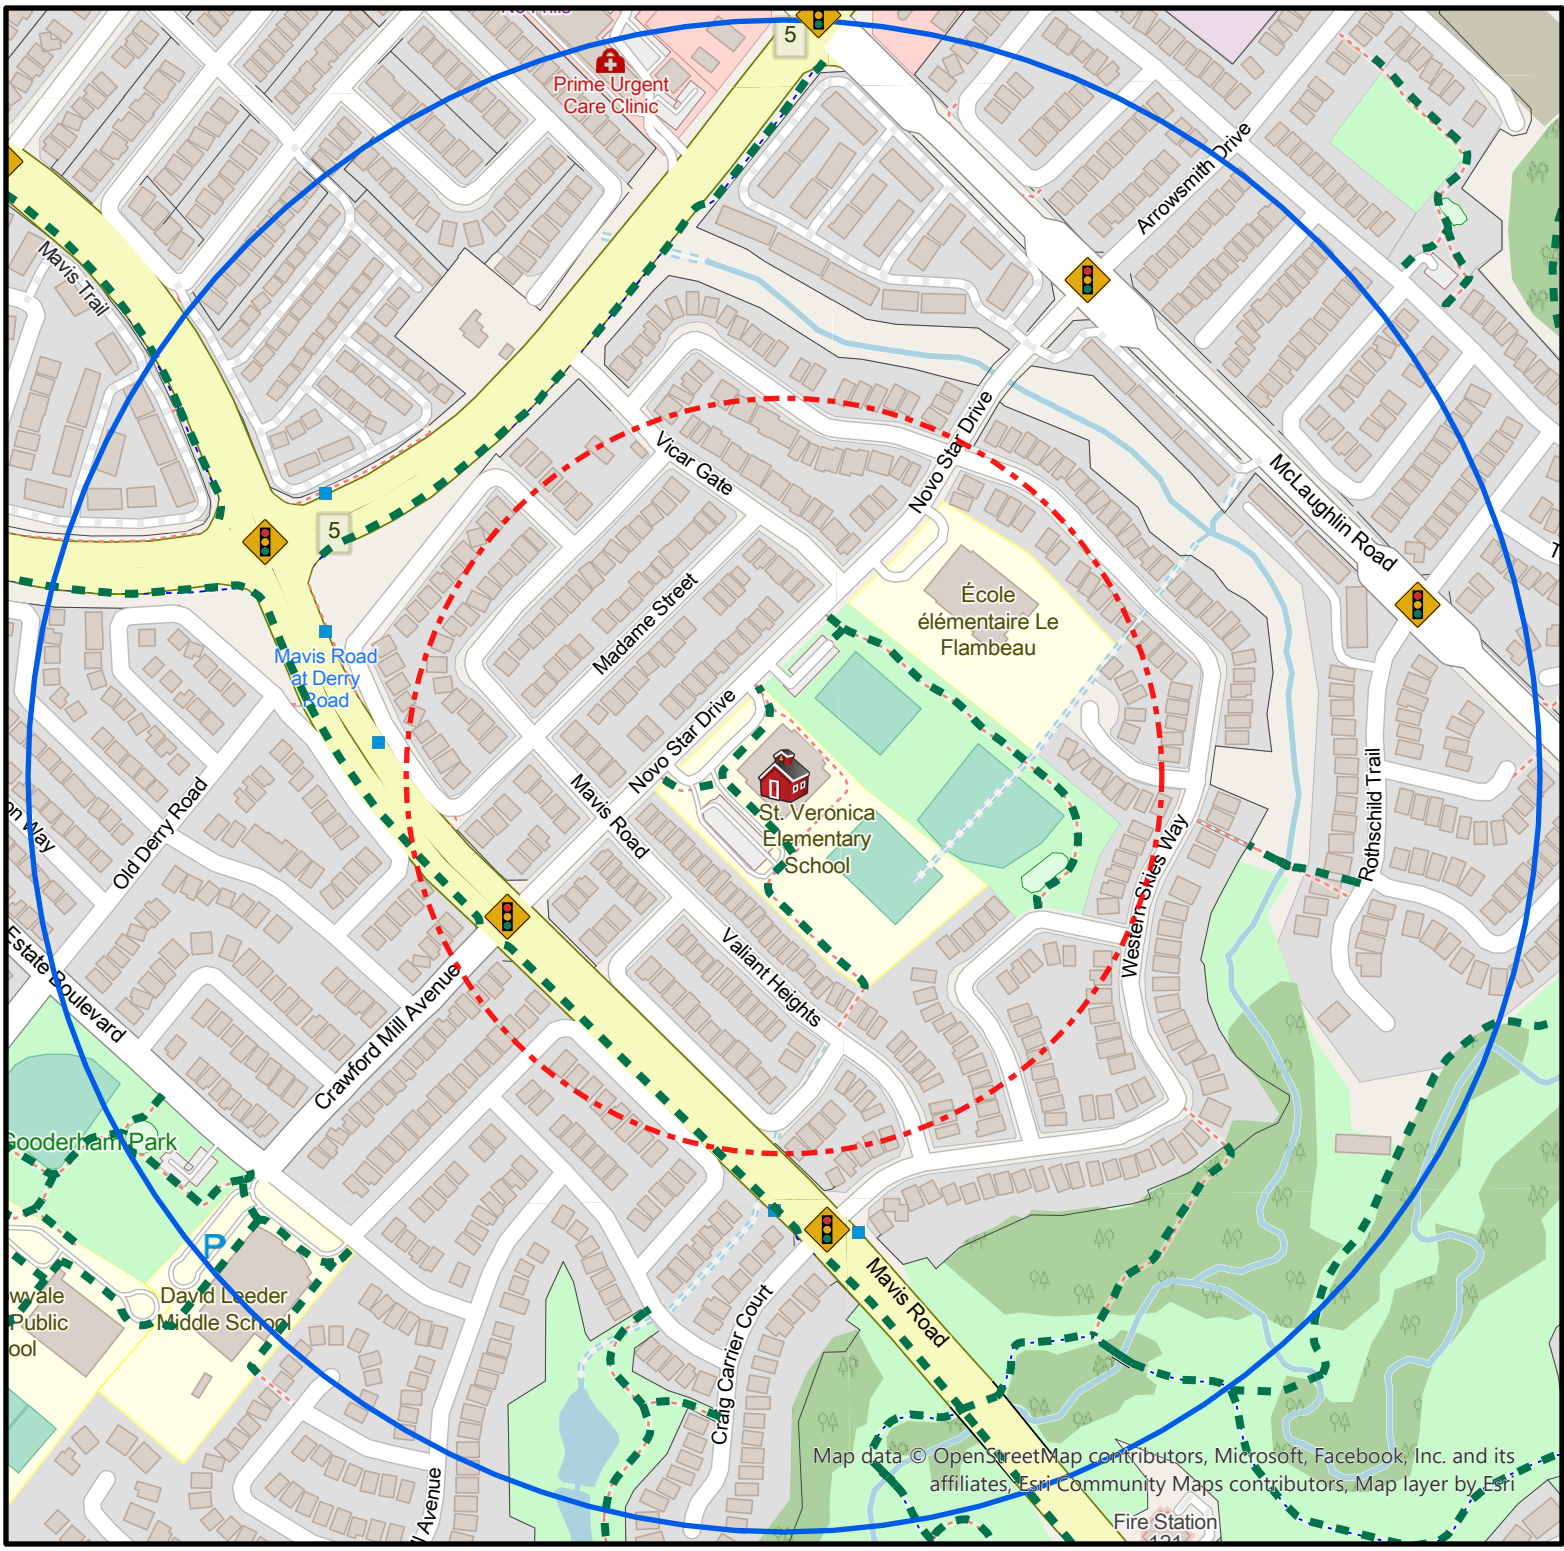 5
Prime Urgent
Care Clinic
Arrowsmith Drive
Mavis Trail
Novo Star Drive
Vicar Gate
McLaughlin Road
5
École
élémentaire Le
Flambeau
Madame Street
Mavis Road
at Derry
Road
Novo Star Drive
Mavis Road
St. Veronica
Elementary
School
Old Derry Road
Rothschild Trail
Western Skies Way
Valiant Heights
Estate Boulevard
Crawford Mill Avenue
Gooderham Park
P
David Leeder
Middle School
Public
Mavis Road
Craig Carrier Court
Avenue
Map data © OpenStreetMap contributors, Microsoft, Facebook, Inc. and its
affiliates, Esri Community Maps contributors, Map layer by Esri
Fire Station